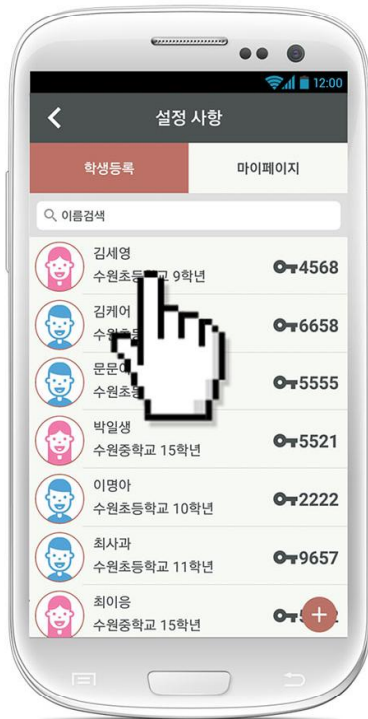 12:00
설정 사항
학생등록 마이페이지
이름검색
김세영
수원초등학교 9학년 4568
김케어
6658
5555
박일생
수원중학교 15학년 5521
이명아
수원초등학교 10학년 2222
최사과
수원초등학교 11학년 9657
최이응
수원중학교 15학년